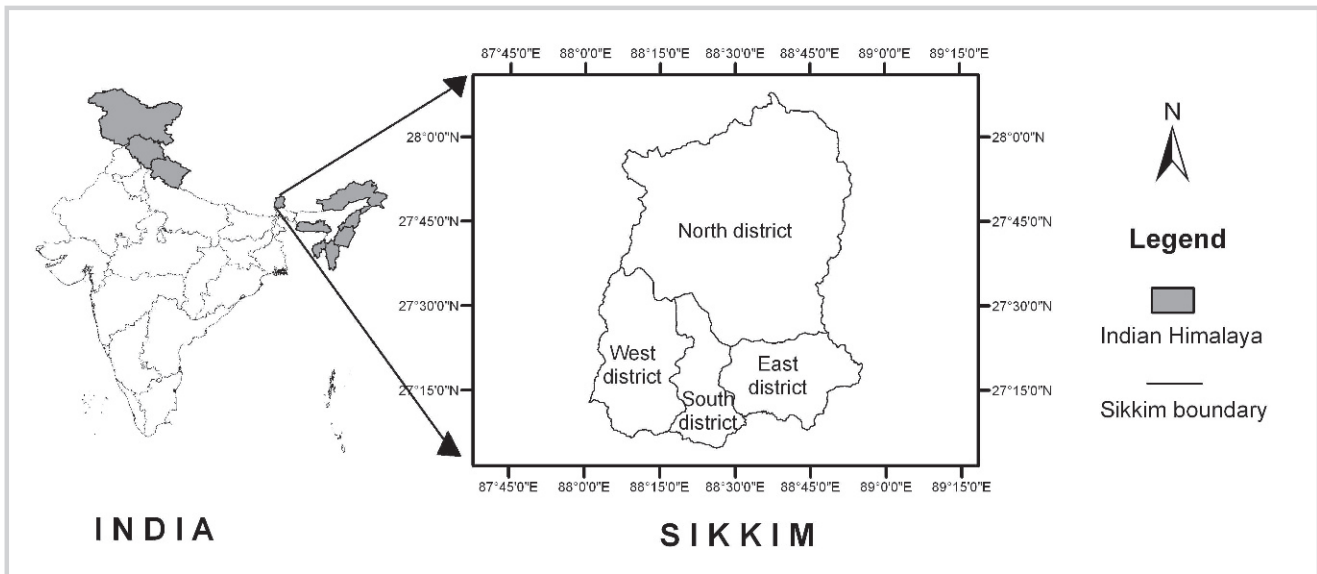 87°45'0"E 88°0'0"E 88°15'0"E 88°30'0"E 88°45'0"E 89°0'0"E 89°15'0"E
28°0'0"N 28°0'0"N
27°45'0"N 27°45'0"N
27°30'0"N 27°30'0"N
27°15'0"N 27°15'0"N
North district
West
district
East
district
South
district
87°45'0"E 88°0'0"E 88°15'0"E 88°30'0"E 88°45'0"E 89°0'0"E 89°15'0"E
N
Legend
Indian Himalaya
Sikkim boundary
INDIA
SIKKIM